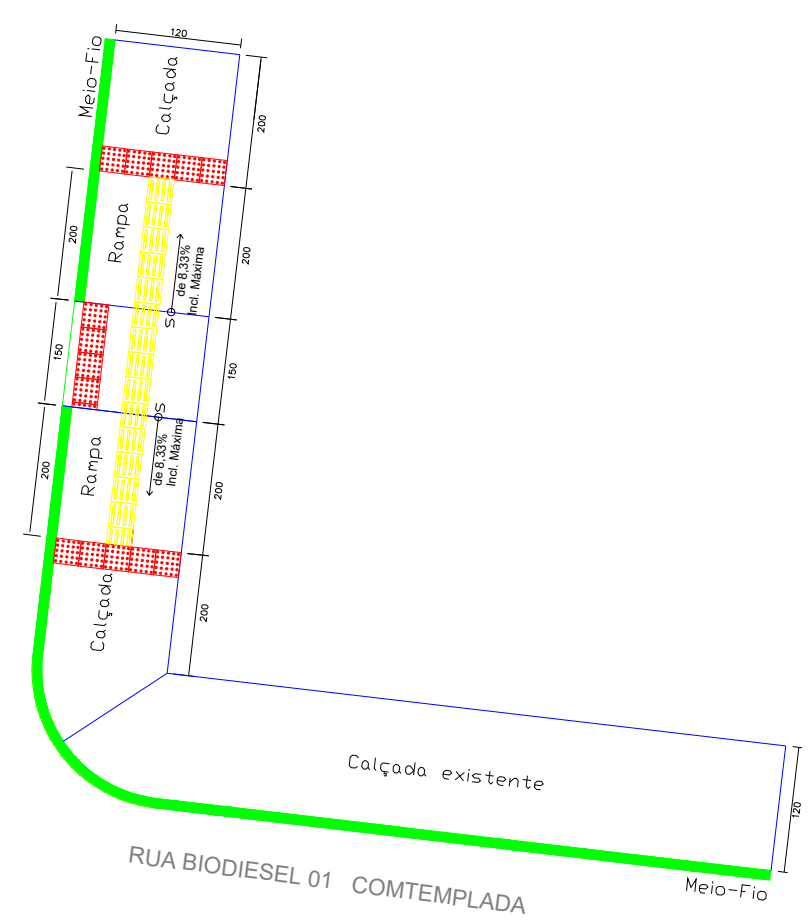 120
Meio-Fio
Calçada
200
200
Rampa
200
de 8,33%
Incl. Máxima
S
150
150
S
de 8,33%
Incl. Máxima
200
Rampa
200
Calçada
200
Calçada existente
120
Meio-Fio
RUA BIODIESEL 01 COMTEMPLADA